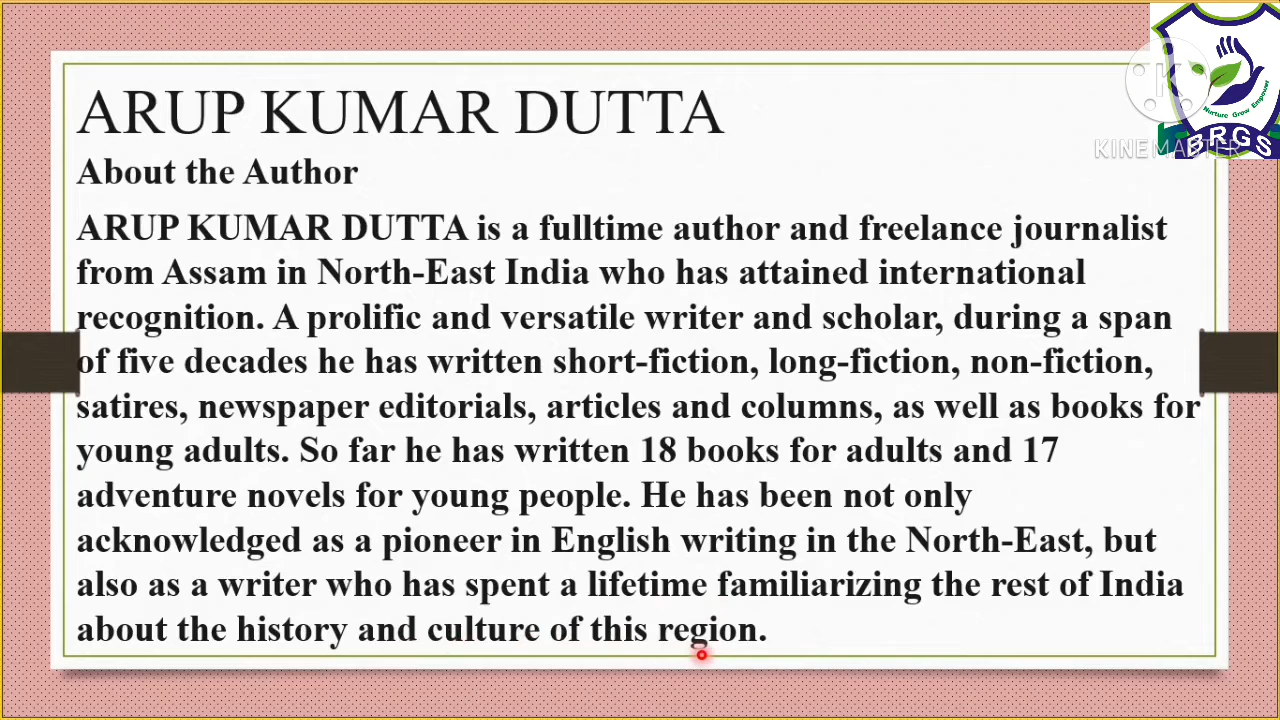 ARUP KUMAR DUTTA
About the Author
ARUP KUMAR DUTTA is a fulltime author and freelance journalist
from Assam in North-East India who has attained international
recognition. A prolific and versatile writer and scholar, during a span
of five decades he has written short-fiction, long-fiction, non-fiction,
satires, newspaper editorials, articles and columns, as well as books for
young adults. So far he has written 18 books for adults and 17
adventure novels for young people. He has been not only
acknowledged as a pioneer in English writing in the North-East, but
also as a writer who has spent a lifetime familiarizing the rest of India
about the history and culture of this region.
K
Nurture Grow Empower
BRGS
KINEMASTER